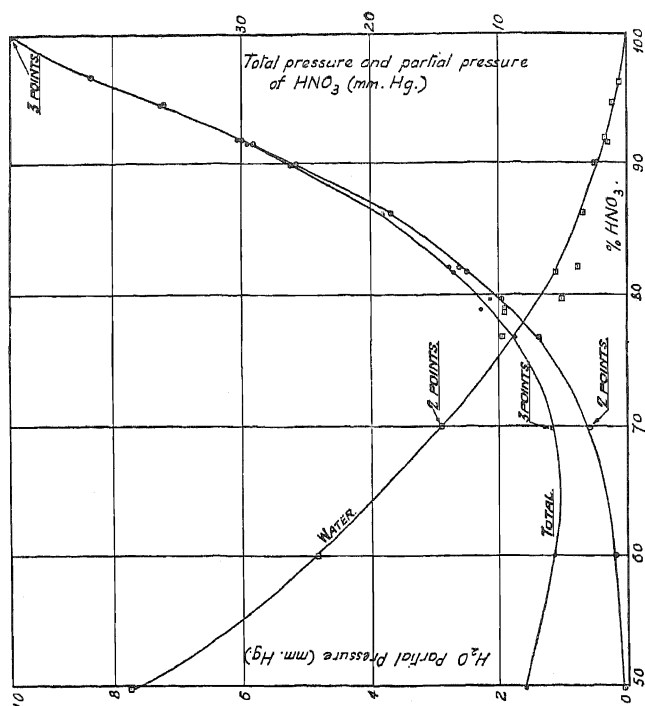 30
20
10
100
Total pressure and partial pressure
of HNO3 (mm. Hg.)
3 POINTS.
90
% HNO3.
80
2 POINTS.
3 POINTS.
2 POINTS.
70
WATER.
TOTAL.
60
H2O Partial Pressure (mm. Hg.)
50
10
8
6
4
2
0